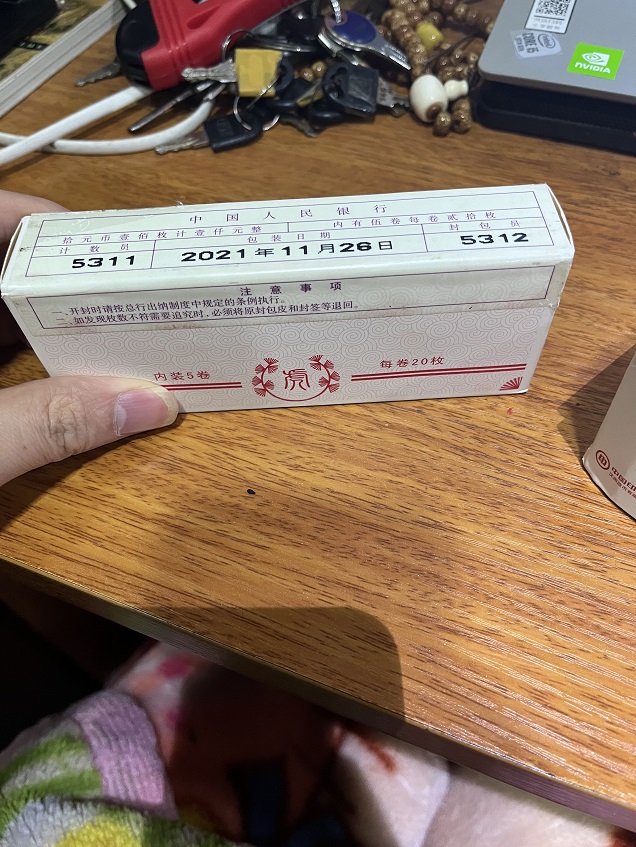 中国人民银行
拾元币壹佰枚计壹仟元整 内有伍卷每卷贰拾枚
计数员 包装日期 封包员
5311 2021年11月26日 5312
注意事项
一、开封时请按总行出纳制度中规定的条例执行。
二、如发现枚数不符需要追究时，必须将原封包皮和封签等退回。
内装5卷 虎 每卷20枚
CORE i5
NVIDIA
中国印